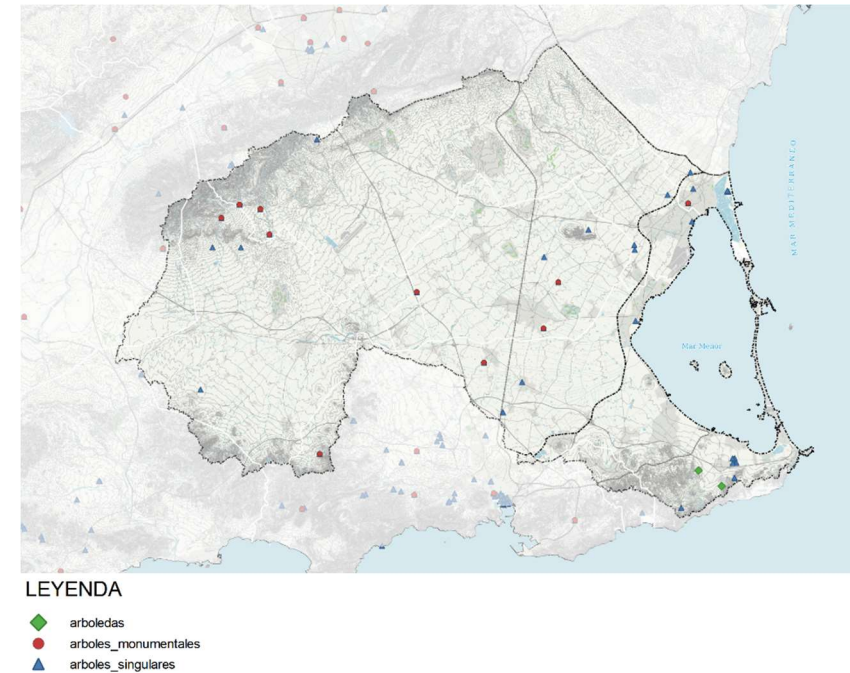 MAR MEDITERRANEO
Mar Menor
LEYENDA
arboledas
arboles_monumentales
arboles_singulares